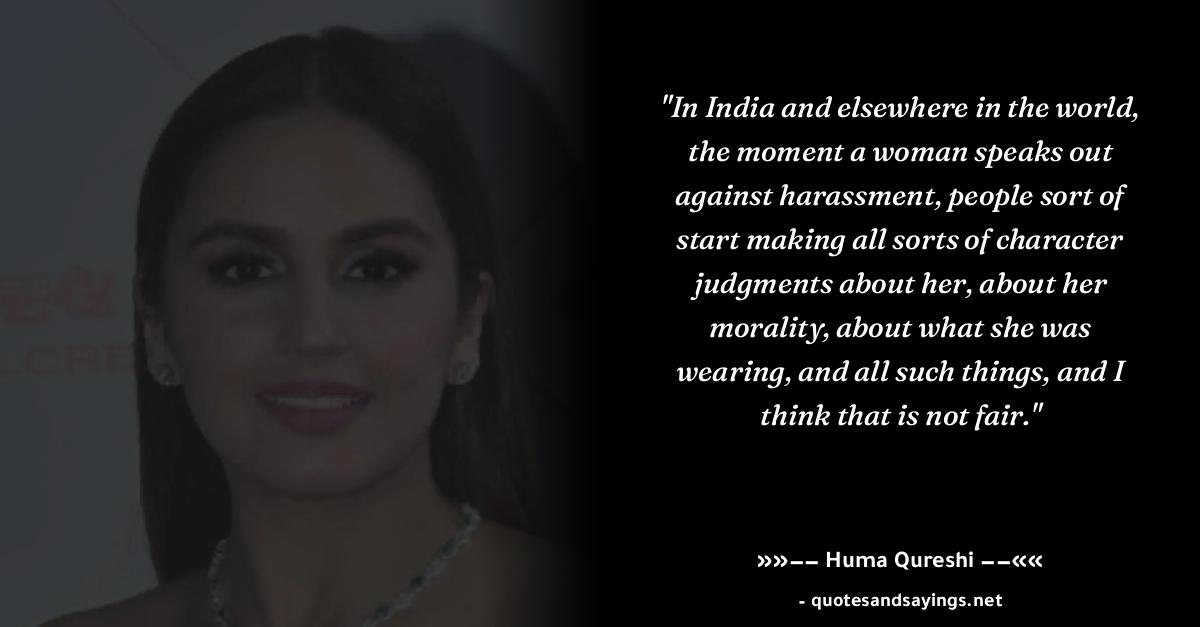 "In India and elsewhere in the world,
the moment a woman speaks out
against harassment, people sort of
start making all sorts of character
judgments about her, about her
morality, about what she was
wearing, and all such things, and I
think that is not fair."
»»−− Huma Qureshi −−««
- quotesandsayings.net
LCRE